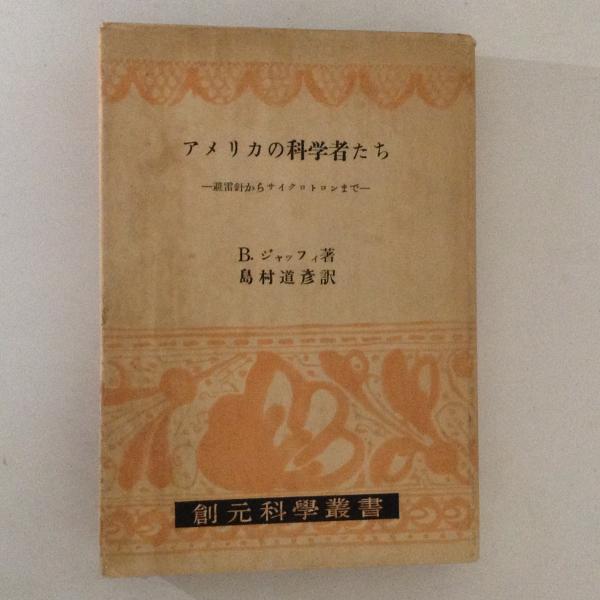 アメリカの科学者たち
―避雷針からサイクロトロンまで―
B. ジャッフィ著
島村道彦訳
創元科學叢書